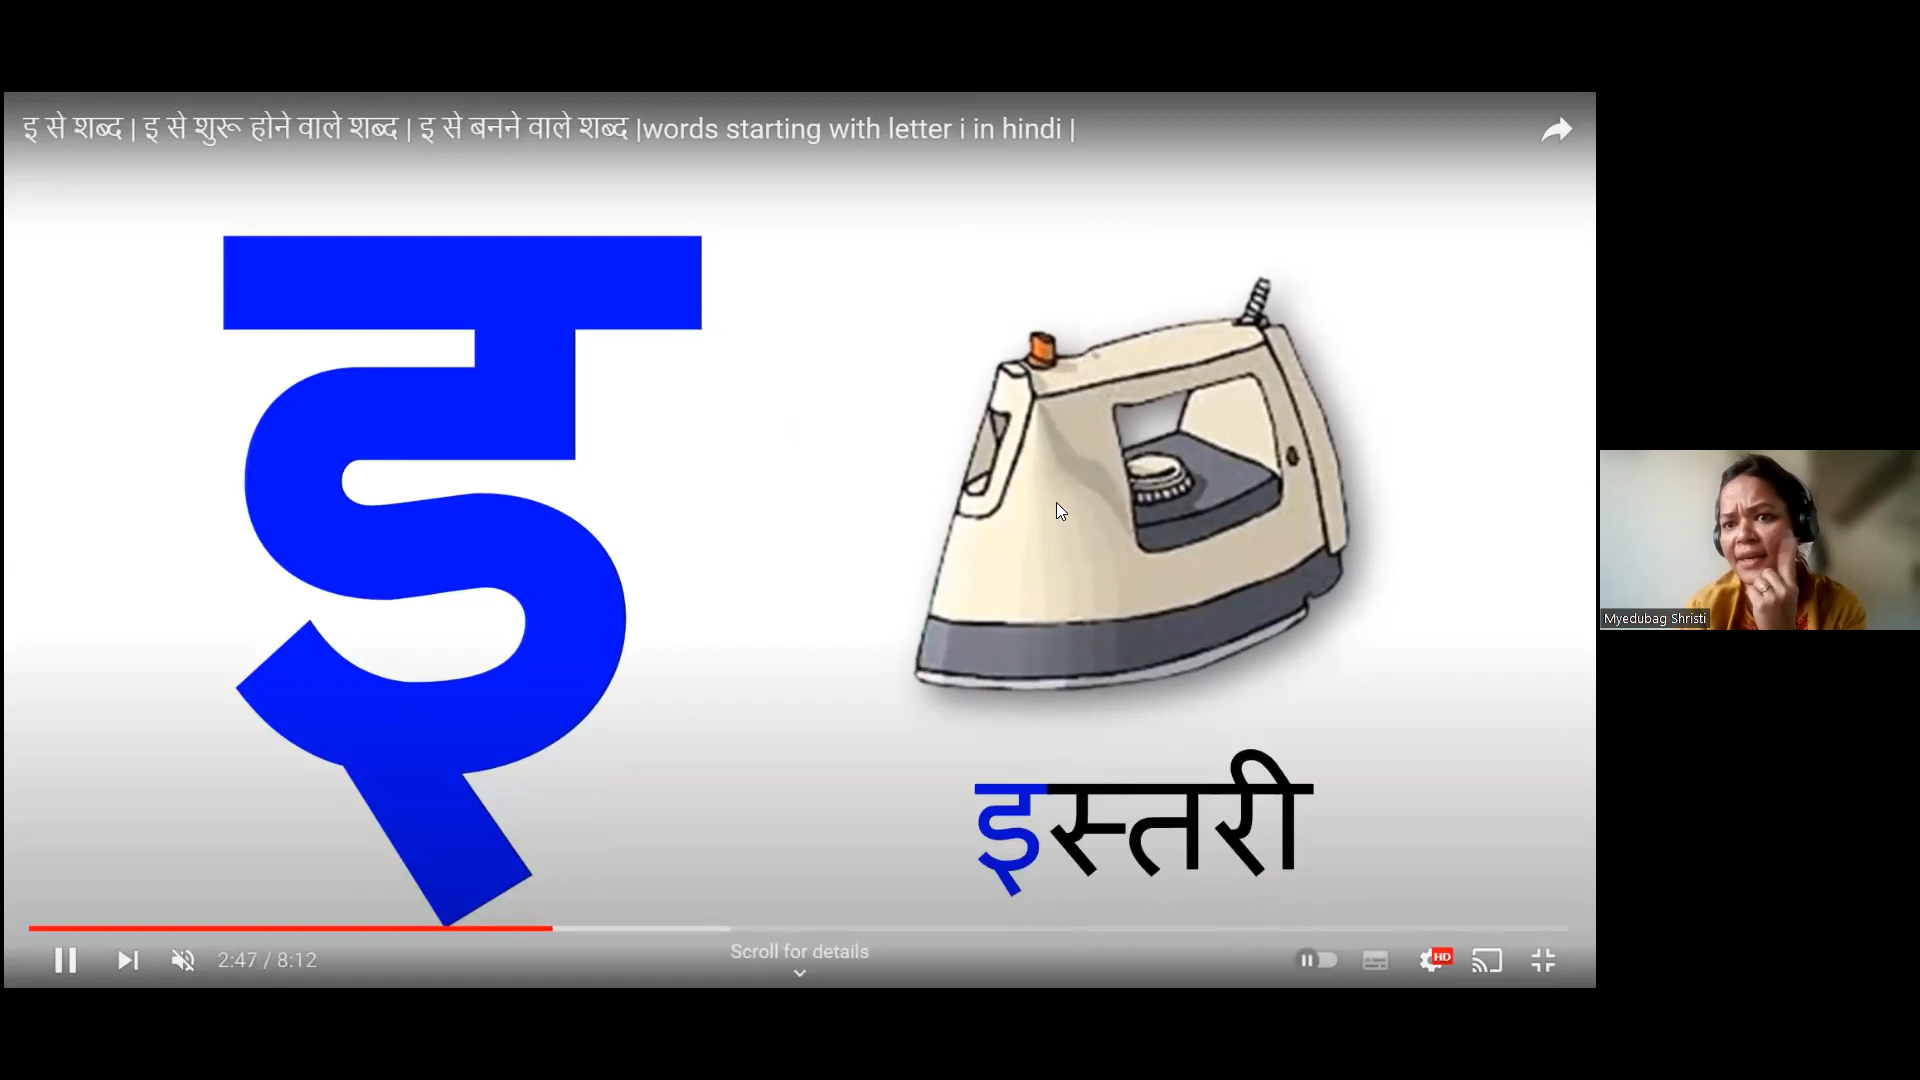 इ से शब्द | इ से शुरू होने वाले शब्द | इ से बनने वाले शब्द |words starting with letter i in hindi |
इ
इस्तरी
Myedubag Shristi
Scroll for details
2:47 / 8:12
HD